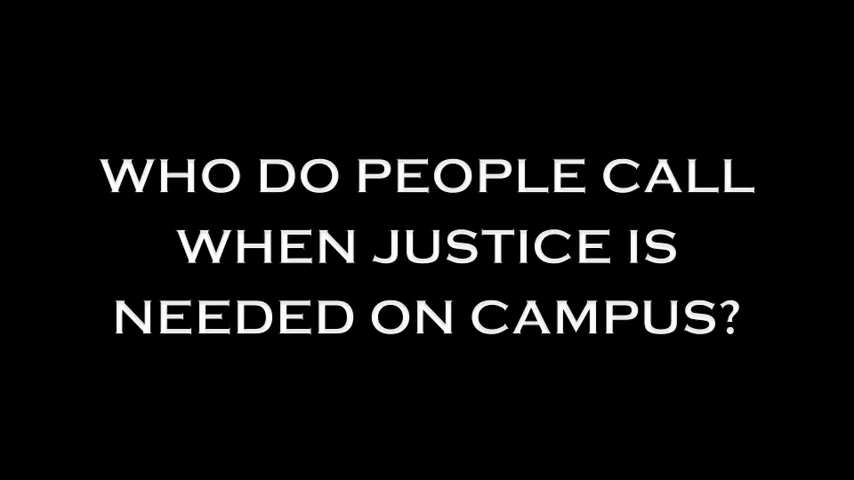 WHO DO PEOPLE CALL
WHEN JUSTICE IS
NEEDED ON CAMPUS?